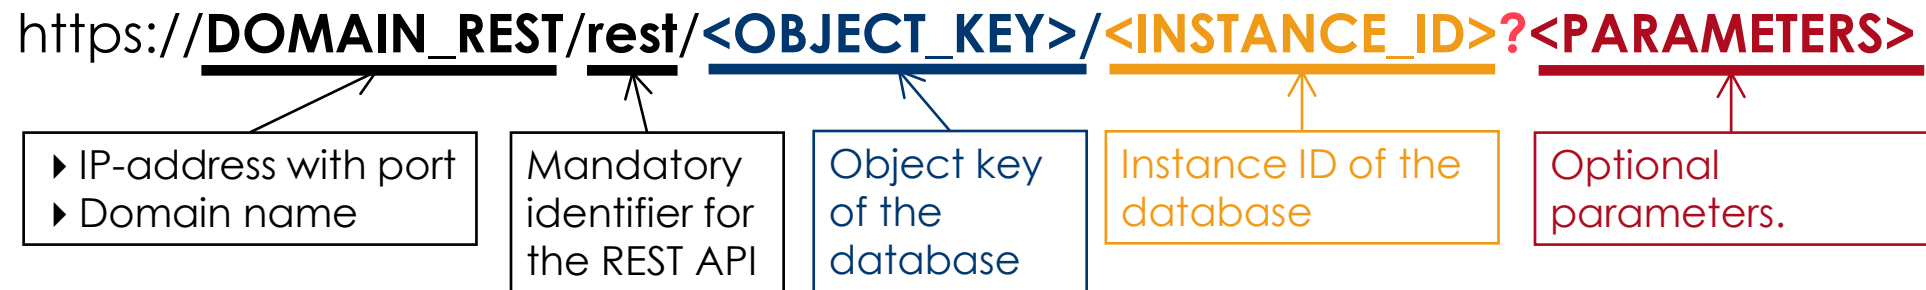 https://DOMAIN_REST/rest/<OBJECT_KEY>/<INSTANCE_ID>?<PARAMETERS>
IP-address with port
Domain name
Mandatory
identifier for
the REST API
Object key
of the
database
Instance ID of the
database
Optional
parameters.